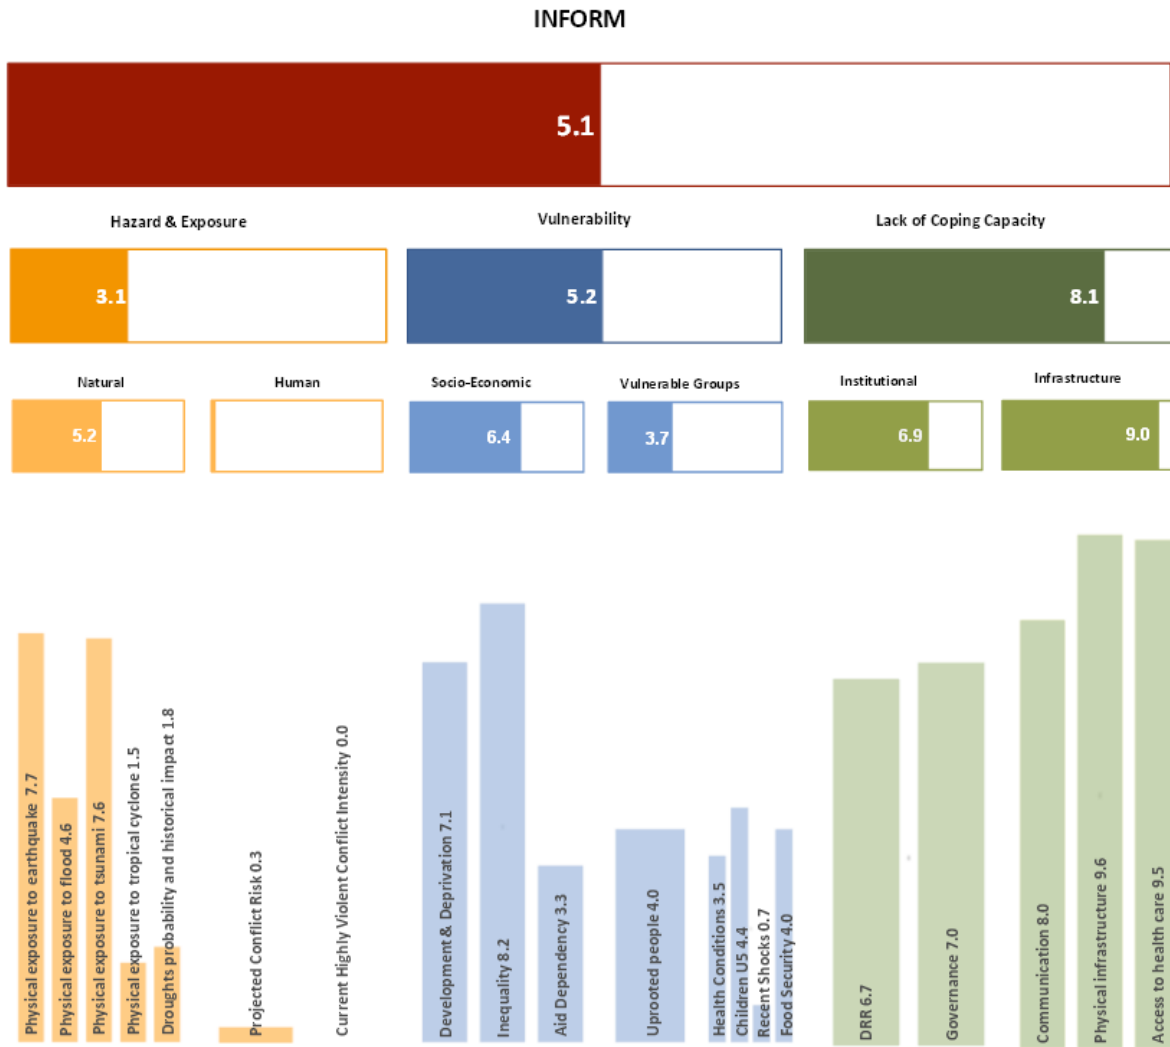 INFORM
5.1
Hazard & Exposure
Vulnerability
Lack of Coping Capacity
3.1
5.2
8.1
Natural
Human
Socio-Economic
Vulnerable Groups
Institutional
Infrastructure
5.2
6.4
3.7
6.9
9.0
Physical exposure to earthquake 7.7
Physical exposure to flood 4.6
Physical exposure to tsunami 7.6
Physical exposure to tropical cyclone 1.5
Droughts probability and historical impact 1.8
Projected Conflict Risk 0.3
Current Highly Violent Conflict Intensity 0.0
Development & Deprivation 7.1
Inequality 8.2
Aid Dependency 3.3
Uprooted people 4.0
Health Conditions 3.5
Children U5 4.4
Recent Shocks 0.7
Food Security 4.0
DRR 6.7
Governance 7.0
Communication 8.0
Physical infrastructure 9.6
Access to health care 9.5